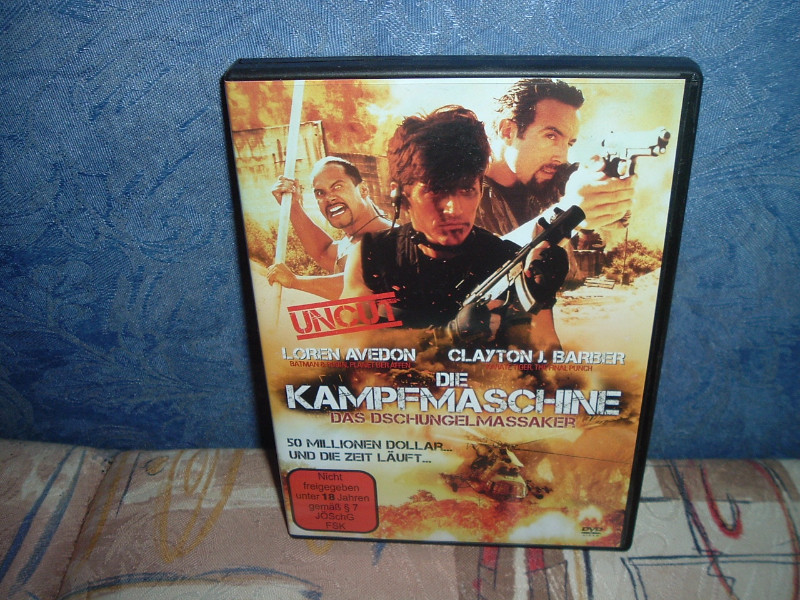 UNCUT
LOREN AVEDON CLAYTON J. BARBER
DIE
KAMPFMASCHINE
DAS DSCHUNGELMASSAKER
50 MILLIONEN DOLLAR...
UND DIE ZEIT LÄUFT...
Nicht
freigegeben
unter 18 Jahren
gemäß § 7
JÖSchG
FSK
DVD